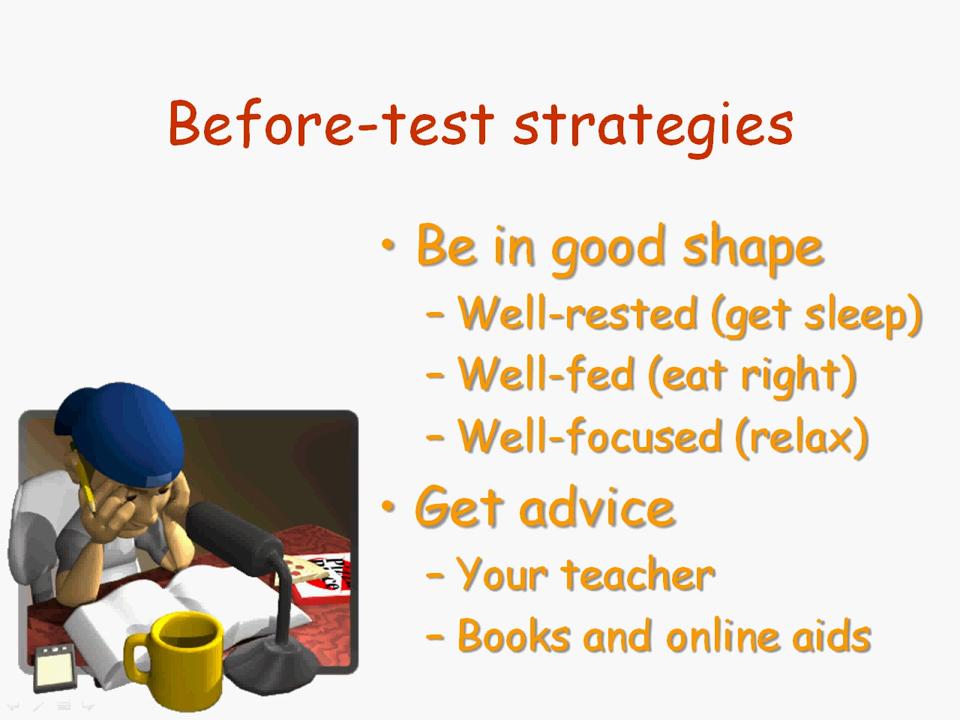 Before-test strategies
• Be in good shape
– Well-rested (get sleep)
– Well-fed (eat right)
– Well-focused (relax)
• Get advice
– Your teacher
– Books and online aids